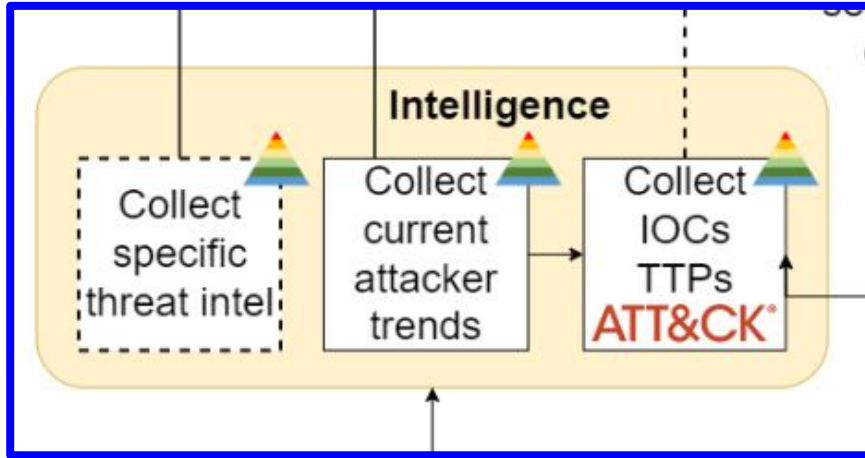 Intelligence
Collect
specific
threat intel
Collect
current
attacker
trends
Collect
IOCs
TTPs
ATT&CK®